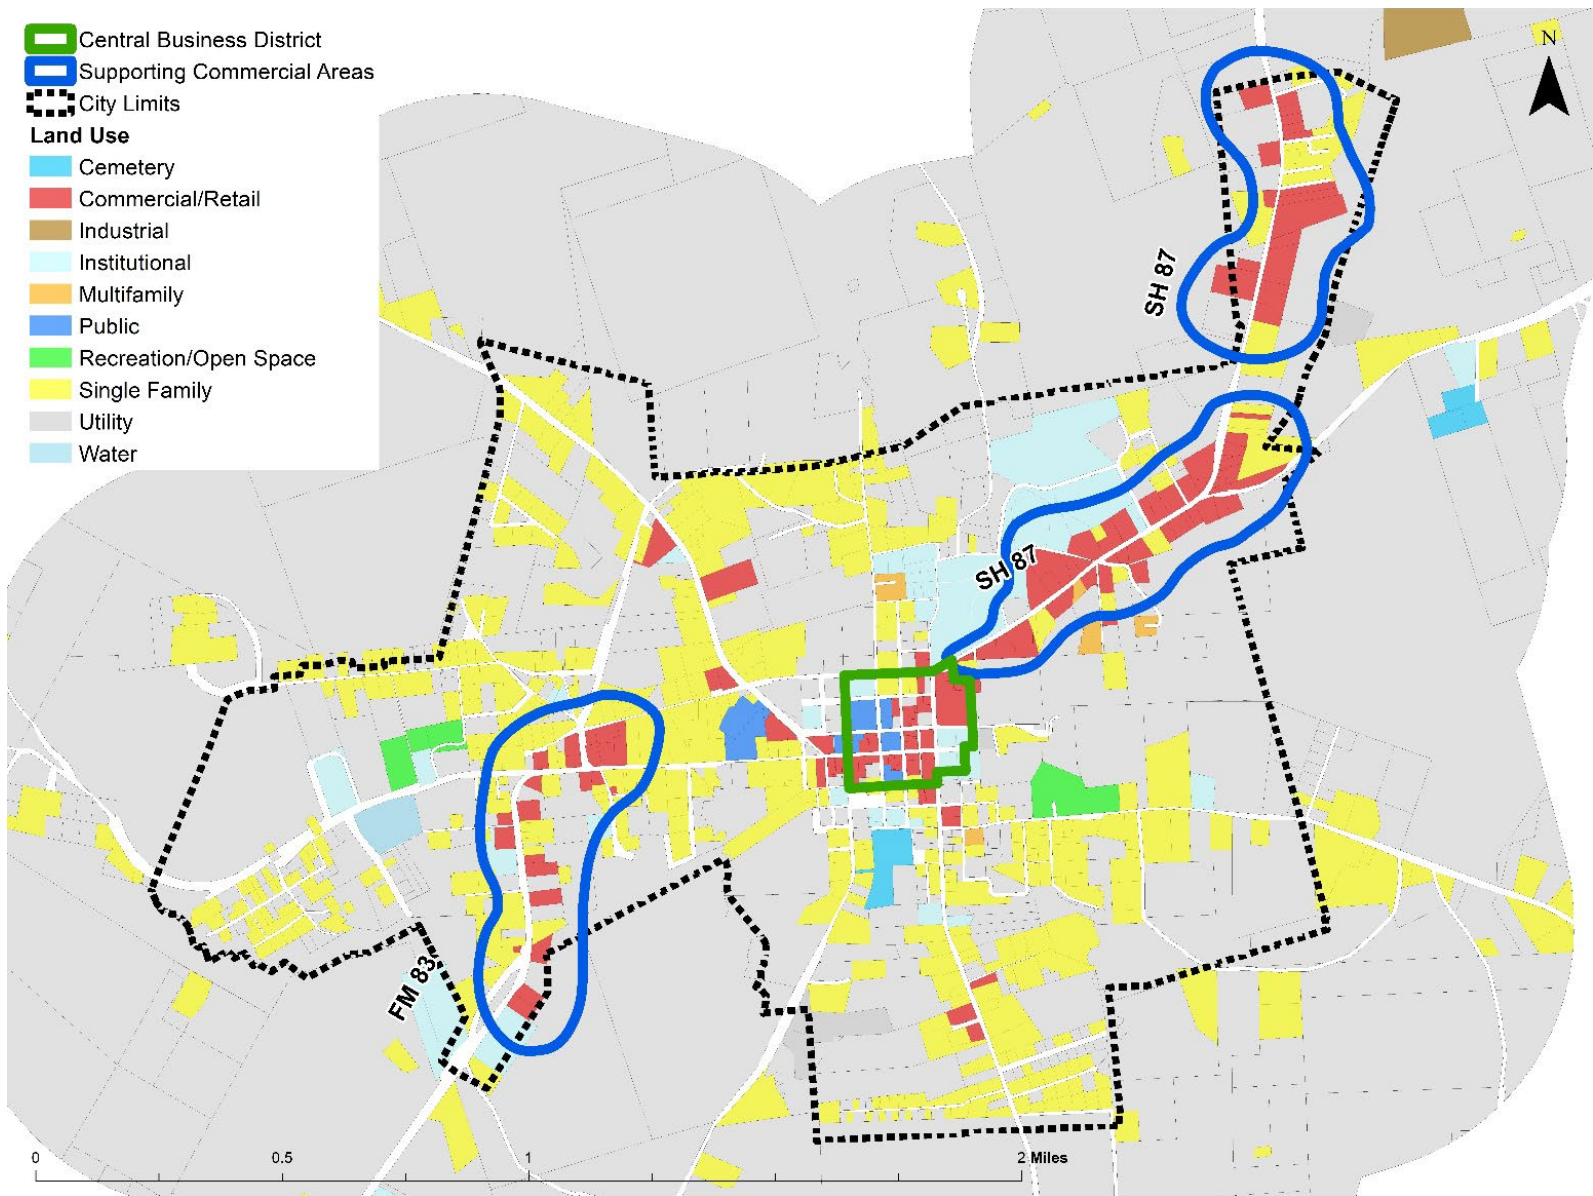 Central Business District
Supporting Commercial Areas
City Limits
Land Use
Cemetery
Commercial/Retail
Industrial
Institutional
Multifamily
Public
Recreation/Open Space
Single Family
Utility
Water
N
SH 87
SH 87
FM 83
0 0.5 1 2 Miles